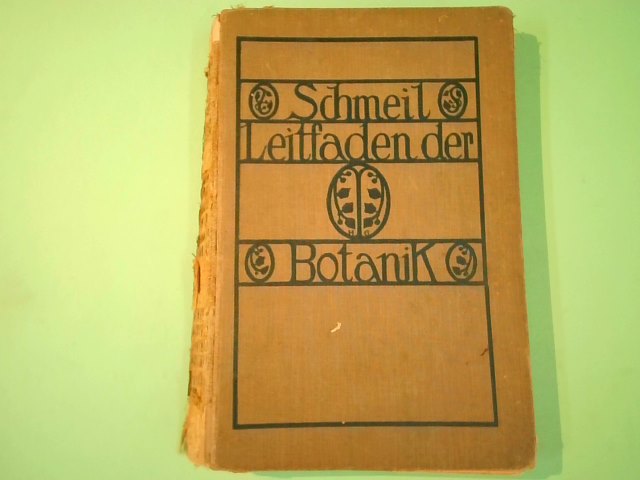 Schmeil
Leitfaden der
Botanik